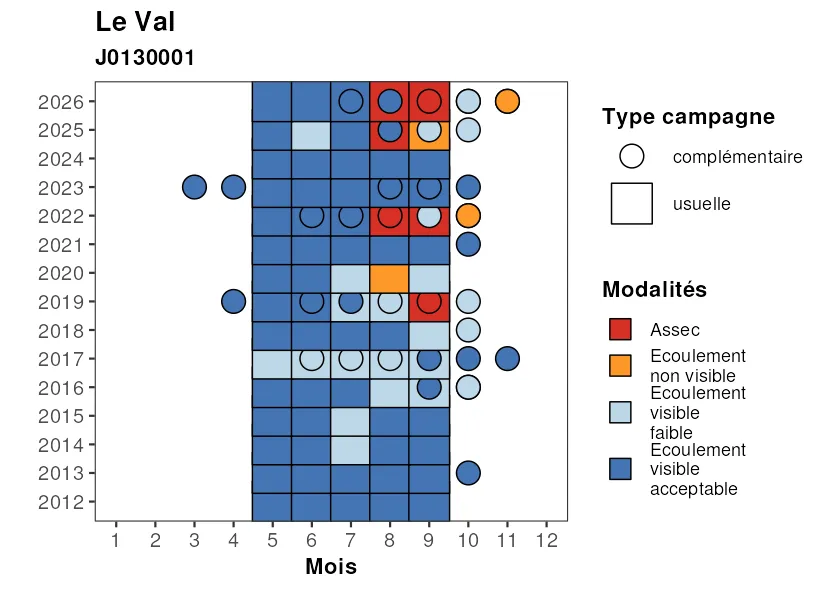 Le Val
J0130001
2026
2025
2024
2023
2022
2021
2020
2019
2018
2017
2016
2015
2014
2013
2012
1 2 3 4 5 6 7 8 9 10 11 12
Mois
Type campagne
complémentaire
usuelle
Modalités
Assec
Ecoulement
non visible
Ecoulement
visible
faible
Ecoulement
visible
acceptable